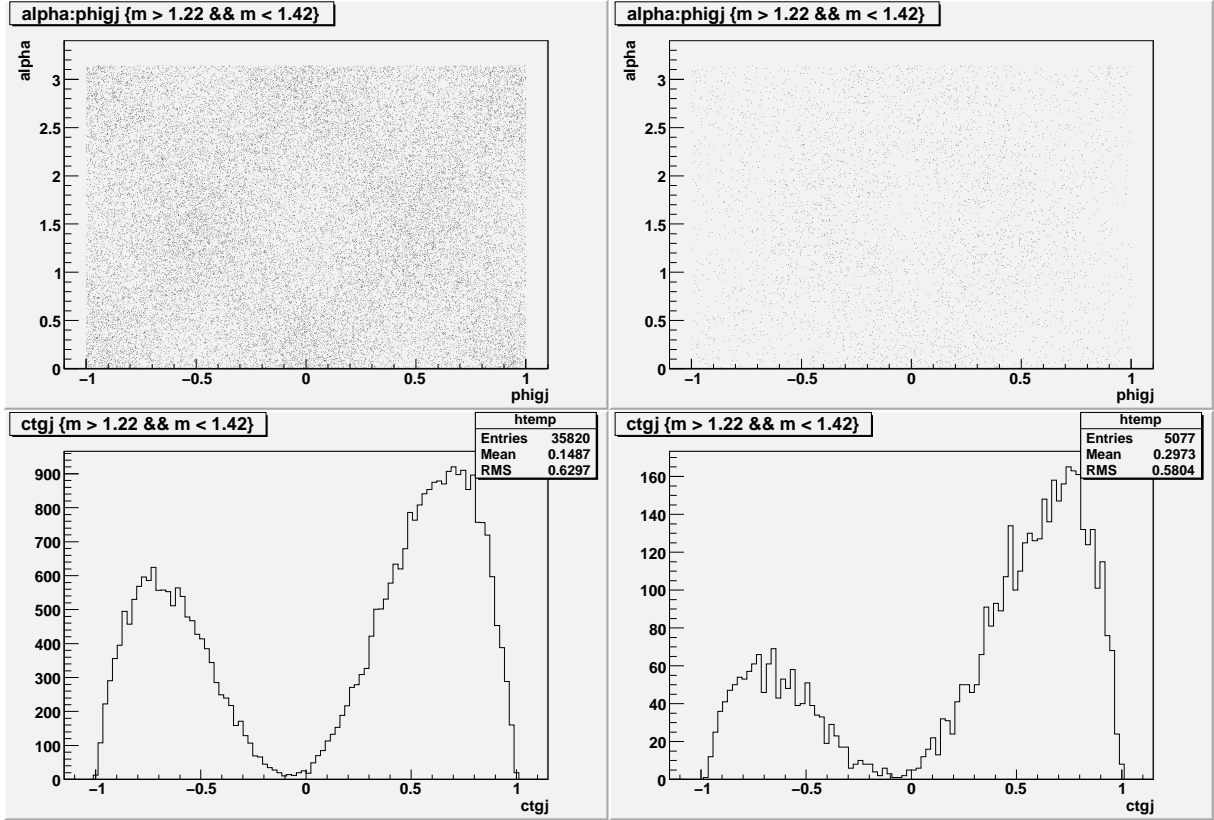 alpha:phigj {m > 1.22 && m < 1.42}
alpha
3
2.5
2
1.5
1
0.5
0
−1 −0.5 0 0.5 1
phigj
alpha:phigj {m > 1.22 && m < 1.42}
alpha
3
2.5
2
1.5
1
0.5
0
−1 −0.5 0 0.5 1
phigj
ctgj {m > 1.22 && m < 1.42}
htemp
Entries 35820
Mean 0.1487
RMS 0.6297
900
800
700
600
500
400
300
200
100
0
−1 −0.5 0 0.5 1
ctgj
ctgj {m > 1.22 && m < 1.42}
htemp
Entries 5077
Mean 0.2973
RMS 0.5804
160
140
120
100
80
60
40
20
0
−1 −0.5 0 0.5 1
ctgj